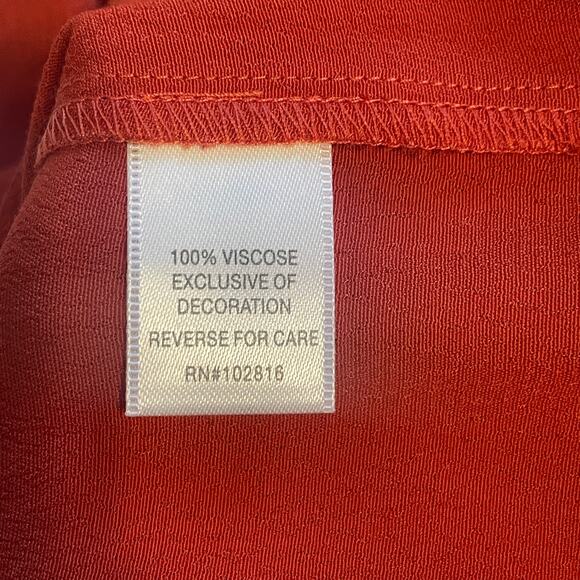 100% VISCOSE
EXCLUSIVE OF
DECORATION
REVERSE FOR CARE
RN#102816